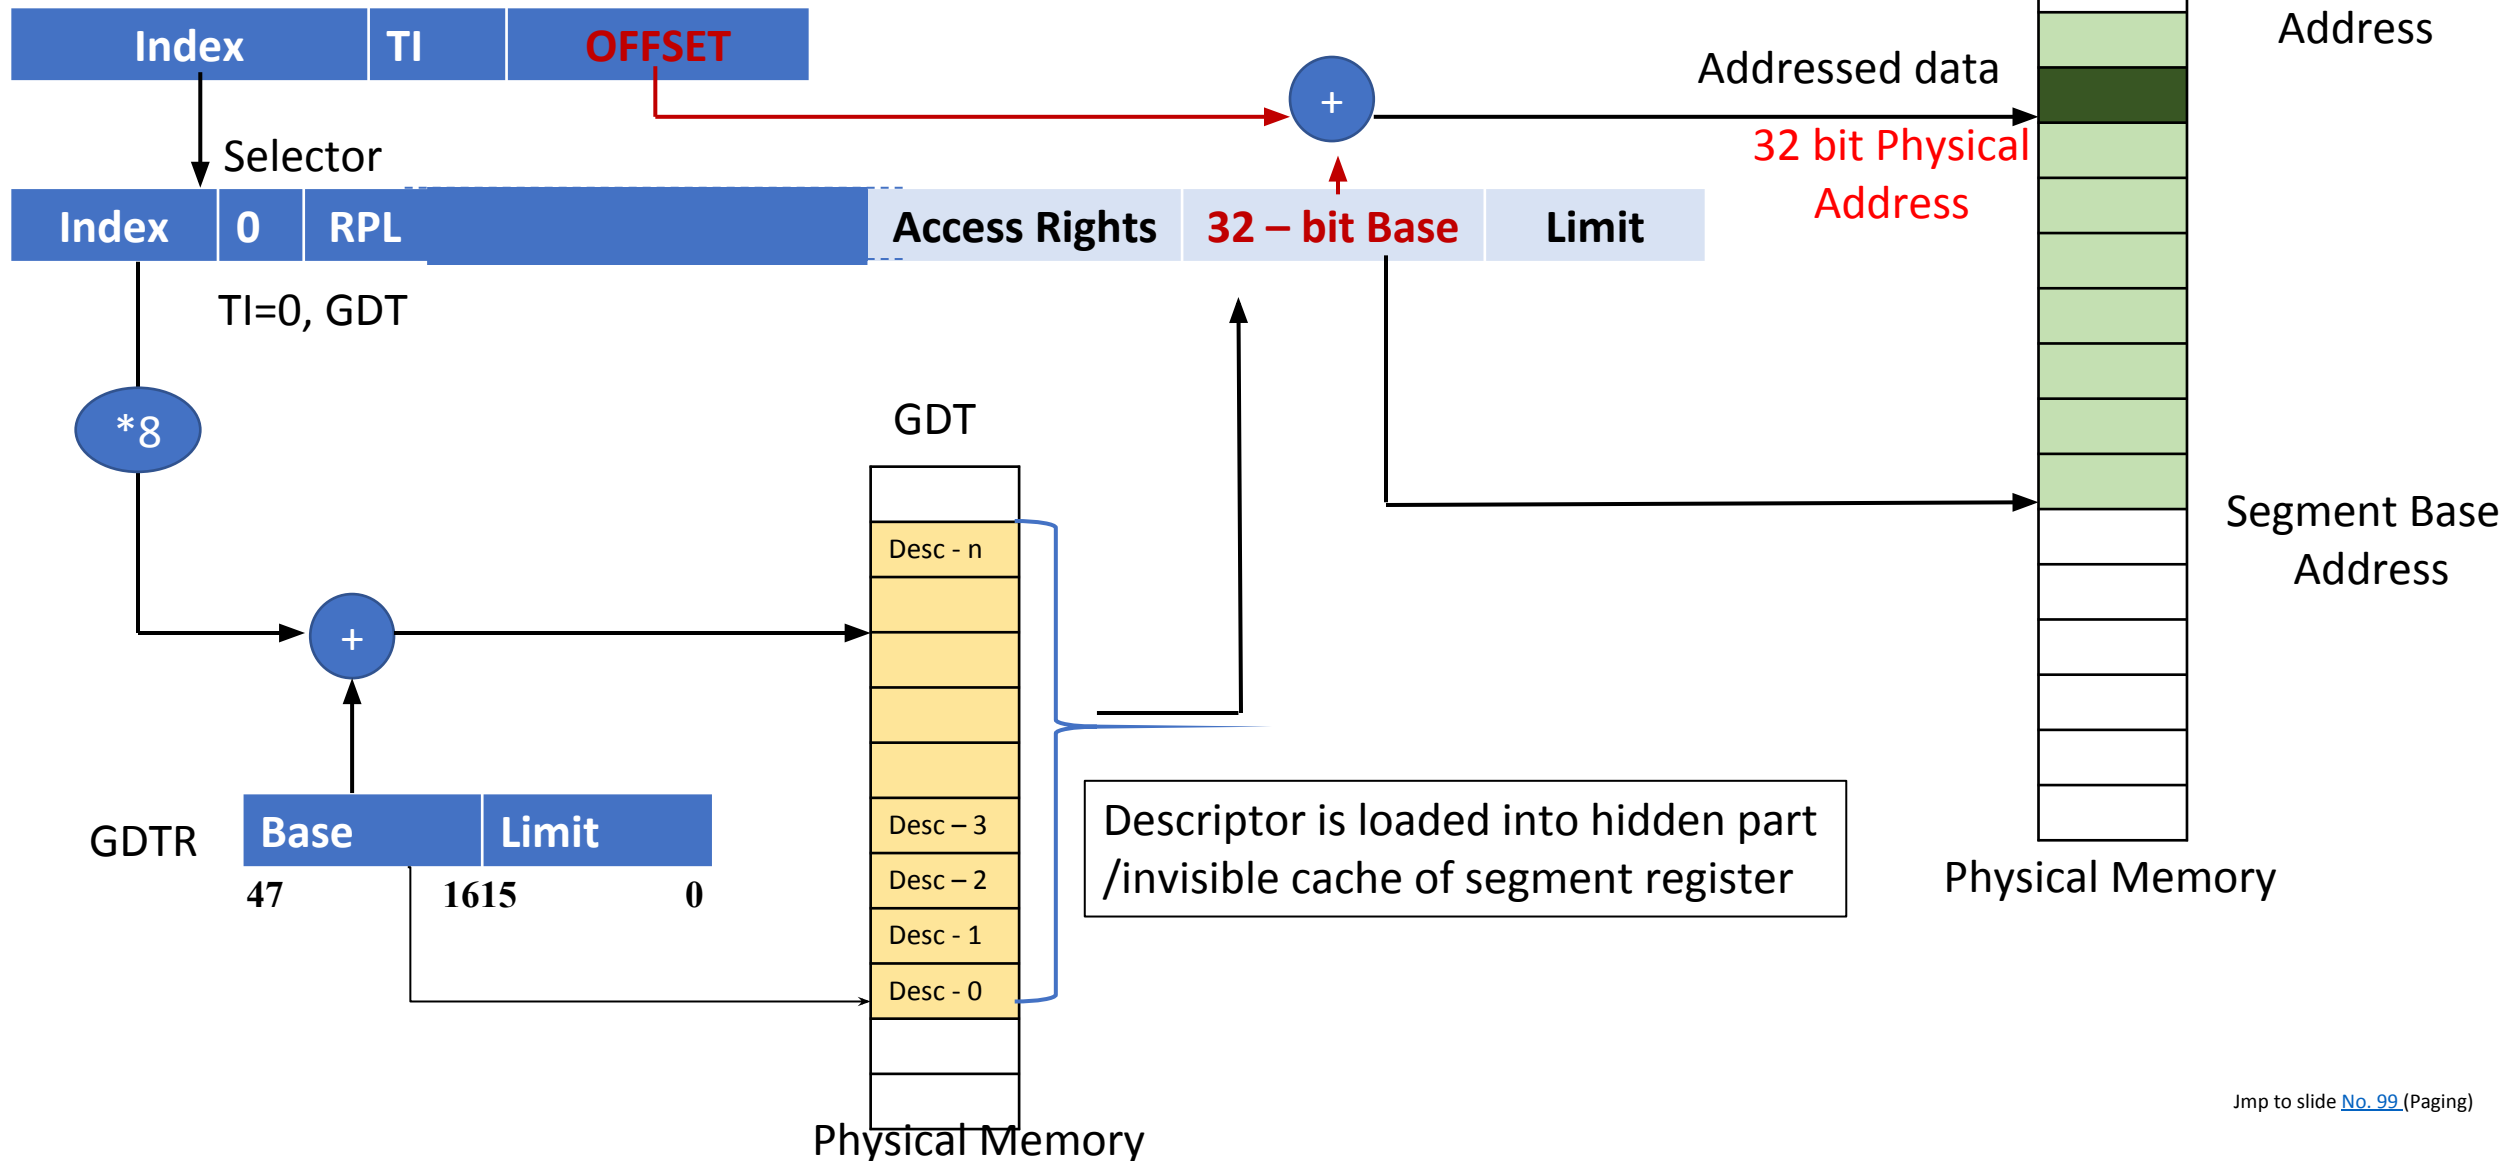 Index TI OFFSET
Address
Addressed data
+
Selector
32 bit Physical
Address
Index 0 RPL Access Rights 32 – bit Base Limit
TI=0, GDT
*8
GDT
Segment Base
Address
Desc - n
+
GDTR Base Limit
47 1615 0
Desc – 3
Desc – 2
Desc - 1
Desc - 0
Descriptor is loaded into hidden part
/invisible cache of segment register
Physical Memory
Jmp to slide No. 99 (Paging)
Physical Memory